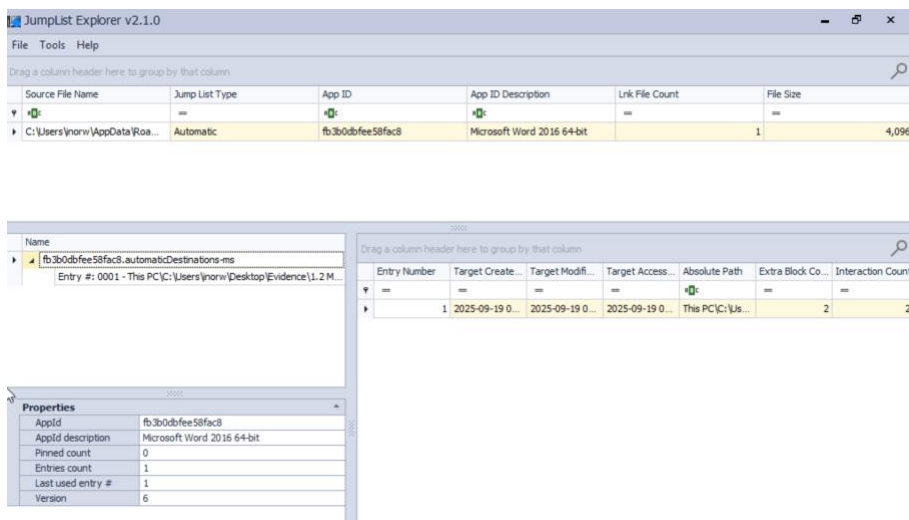 JumpList Explorer v2.1.0
File Tools Help
Drag a column header here to group by that column
Source File Name Jump List Type App ID App ID Description Lnk File Count File Size
= = =
C:\Users\norw\AppData\Roa... Automatic fb3b0dbfee58fac8 Microsoft Word 2016 64-bit 1 4,096
Name
fb3b0dbfee58fac8.automaticDestinations-ms
Entry #: 0001 - This PC\C:\Users\norw\Desktop\Evidence\1.2 M...
Drag a column header here to group by that column
Entry Number Target Create... Target Modifi... Target Access... Absolute Path Extra Block Co... Interaction Count
= = = = = =
1 2025-09-19 0... 2025-09-19 0... 2025-09-19 0... This PC\C:\Us... 2 2
Properties
AppId fb3b0dbfee58fac8
AppId description Microsoft Word 2016 64-bit
Pinned count 0
Entries count 1
Last used entry # 1
Version 6